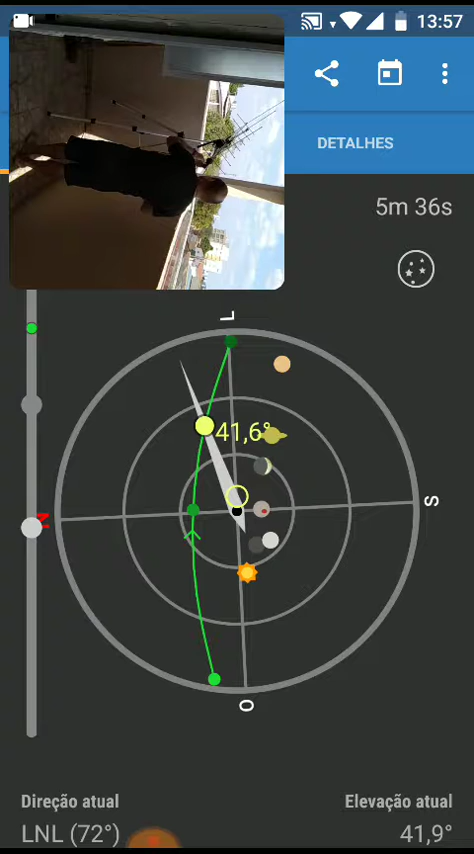 13:57
DETALHES
5m 36s
L
41,6°
S
N
O
Direção atual
Elevação atual
LNL (72°)
41,9°